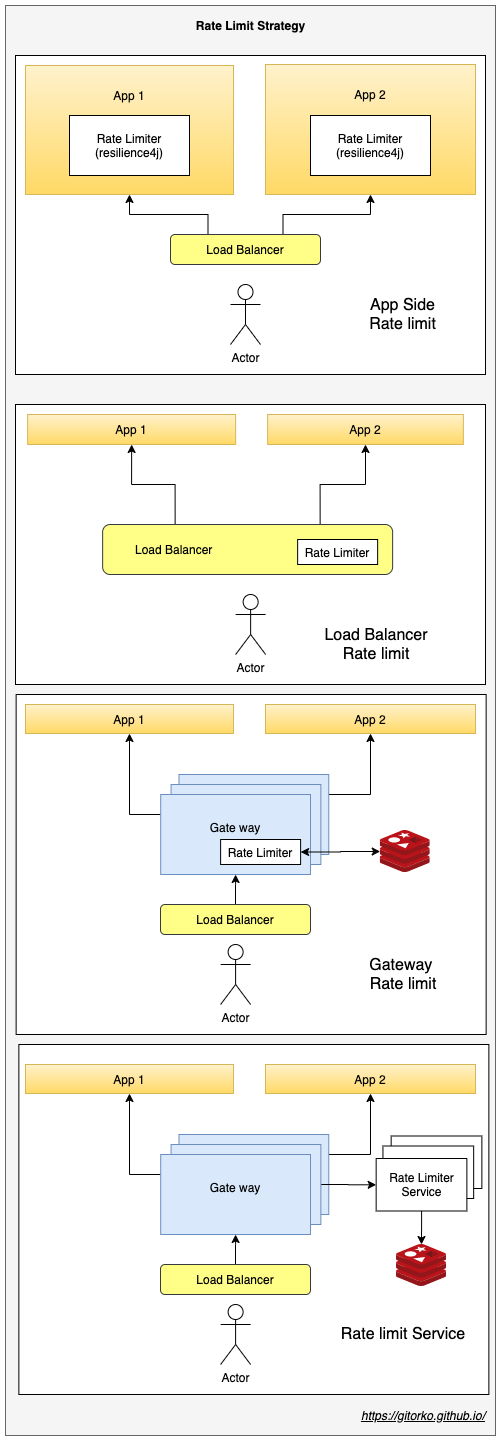 Rate Limit Strategy
App 1
App 2
Rate Limiter
(resilience4j)
Rate Limiter
(resilience4j)
Load Balancer
App Side
Rate limit
Actor
App 1
App 2
Load Balancer
Rate Limiter
Load Balancer
Rate limit
Actor
App 1
App 2
Gate way
Rate Limiter
Load Balancer
Gateway
Rate limit
Actor
App 1
App 2
Rate Limiter
Service
Gate way
Load Balancer
Rate limit Service
Actor
https://gitorko.github.io/